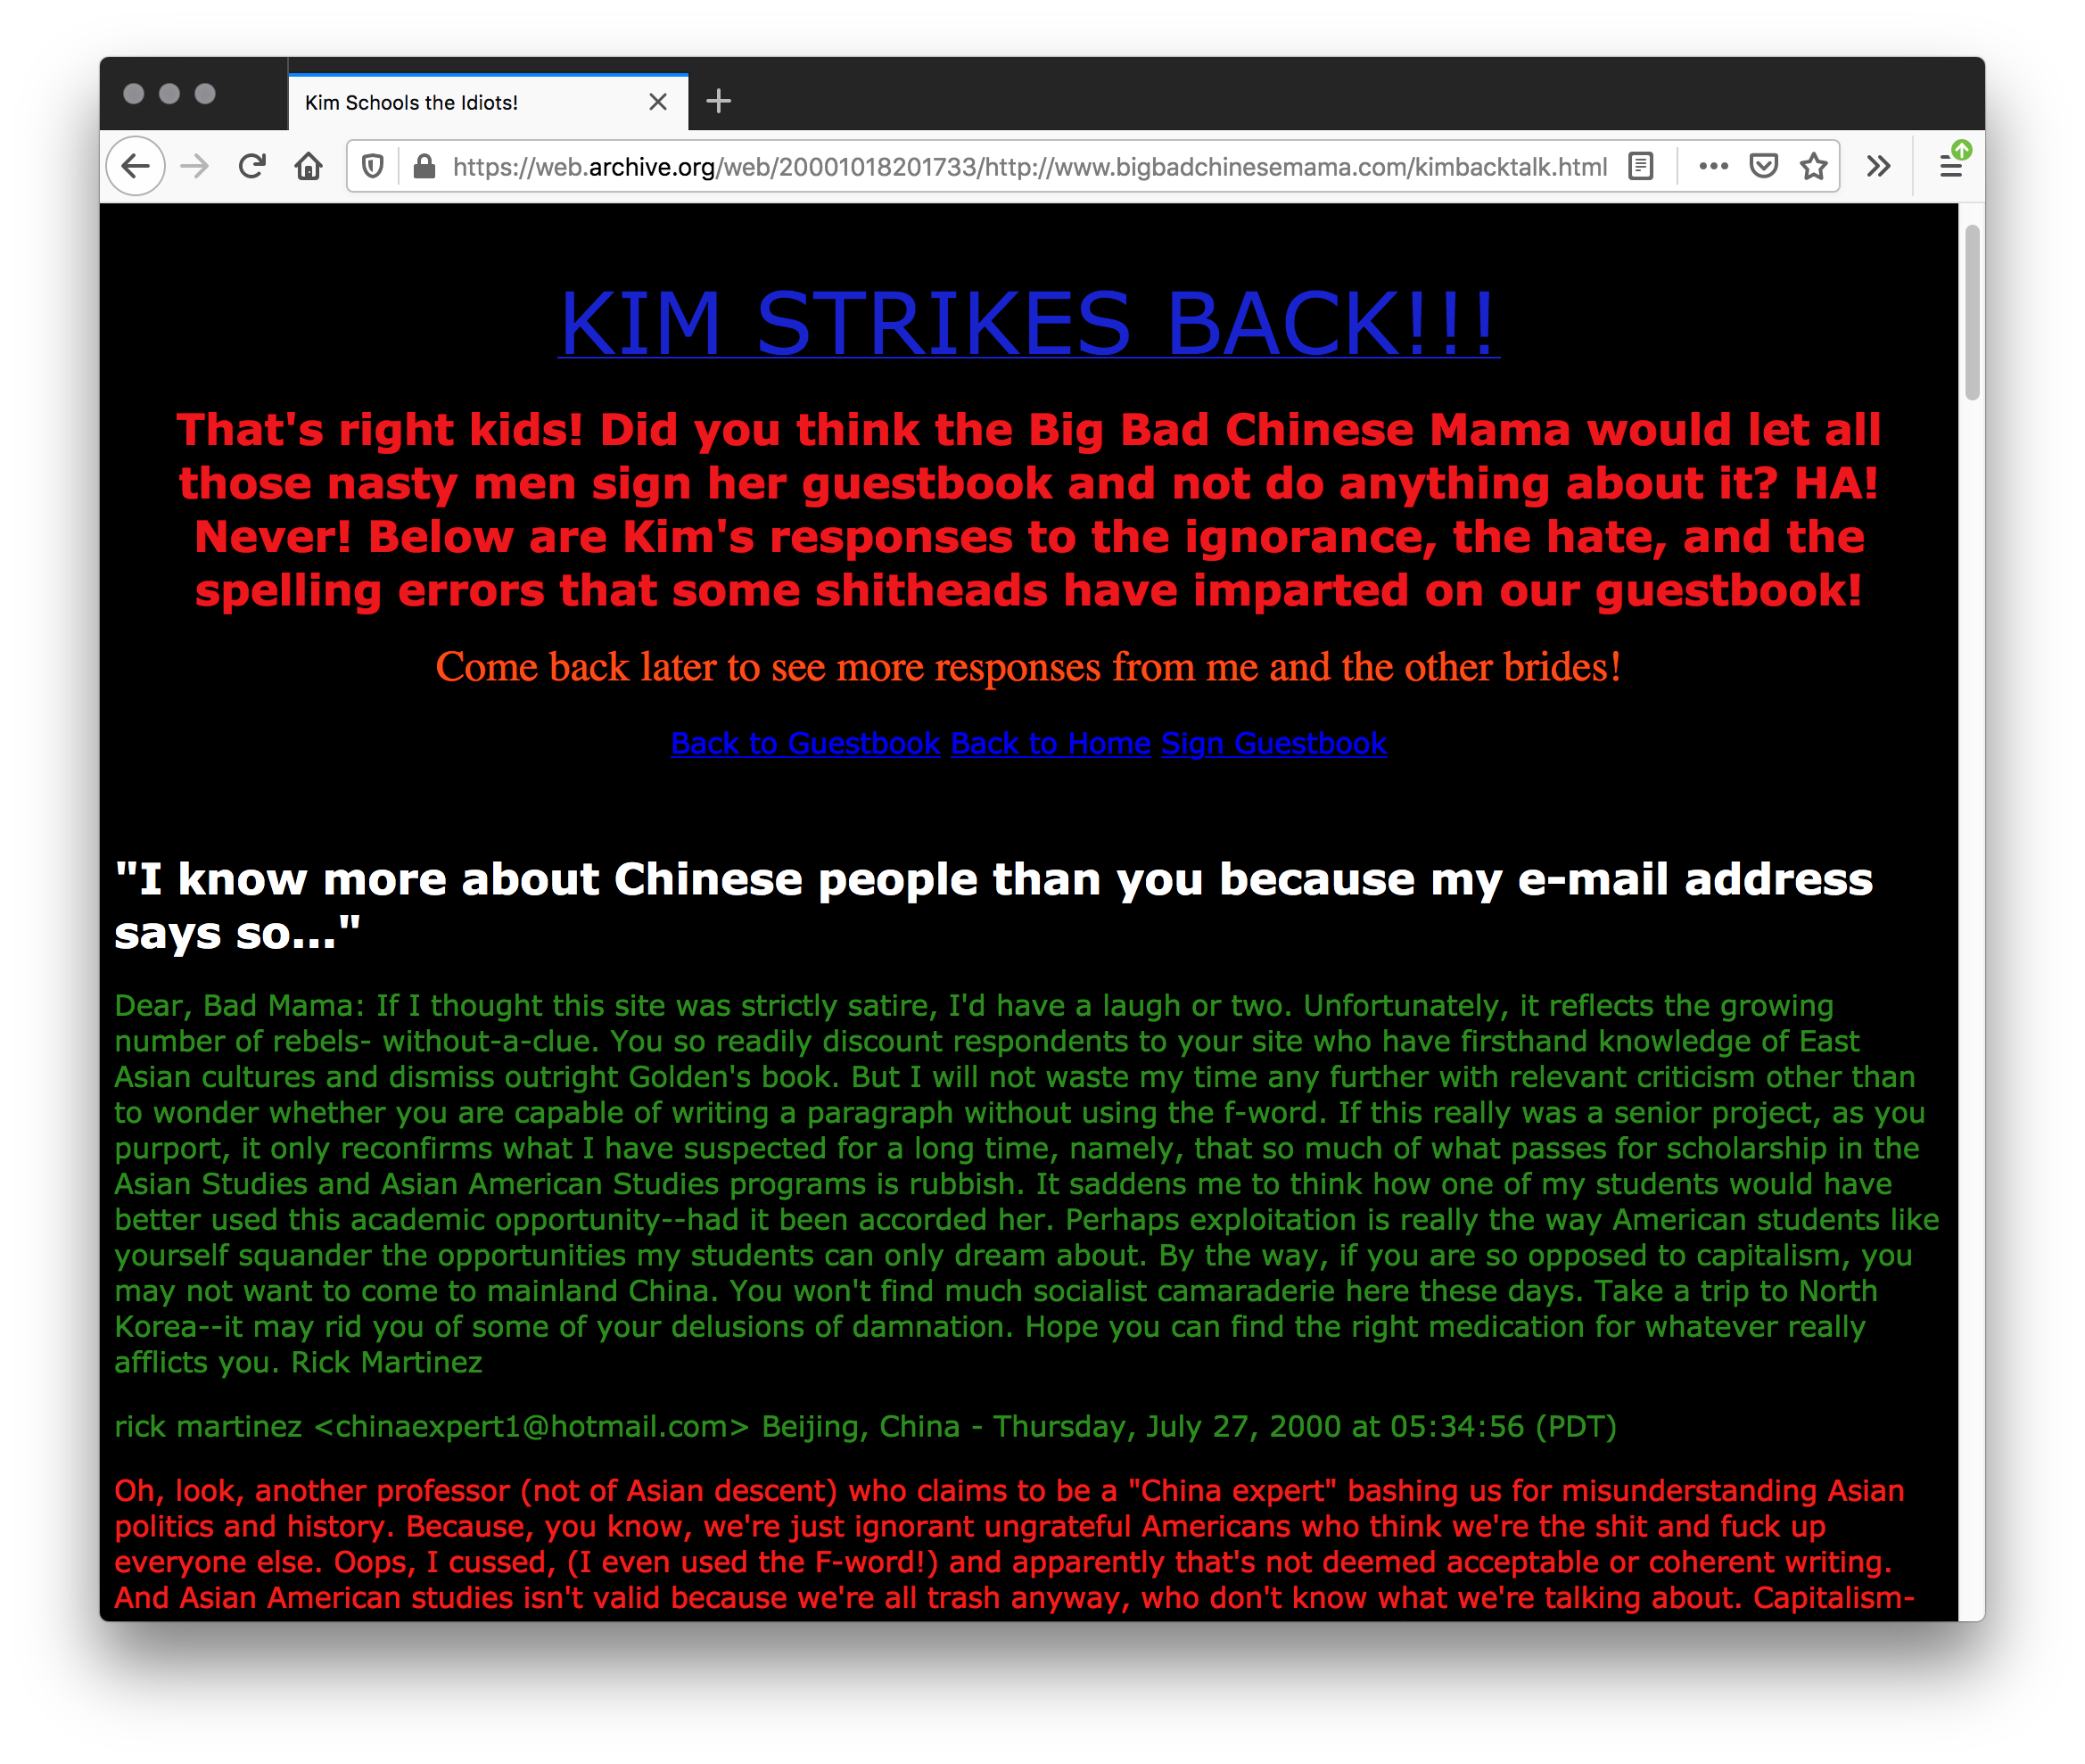 Kim Schools the Idiots!
https://web.archive.org/web/20001018201733/http://www.bigbadchinesemama.com/kimbacktalk.html
KIM STRIKES BACK!!!
That's right kids! Did you think the Big Bad Chinese Mama would let all
those nasty men sign her guestbook and not do anything about it? HA!
Never! Below are Kim's responses to the ignorance, the hate, and the
spelling errors that some shitheads have imparted on our guestbook!
Come back later to see more responses from me and the other brides!
Back to Guestbook Back to Home Sign Guestbook
"I know more about Chinese people than you because my e-mail address
says so..."
Dear, Bad Mama: If I thought this site was strictly satire, I'd have a laugh or two. Unfortunately, it reflects the growing
number of rebels- without-a-clue. You so readily discount respondents to your site who have firsthand knowledge of East
Asian cultures and dismiss outright Golden's book. But I will not waste my time any further with relevant criticism other than
to wonder whether you are capable of writing a paragraph without using the f-word. If this really was a senior project, as you
purport, it only reconfirms what I have suspected for a long time, namely, that so much of what passes for scholarship in the
Asian Studies and Asian American Studies programs is rubbish. It saddens me to think how one of my students would have
better used this academic opportunity--had it been accorded her. Perhaps exploitation is really the way American students like
yourself squander the opportunities my students can only dream about. By the way, if you are so opposed to capitalism, you
may not want to come to mainland China. You won't find much socialist camaraderie here these days. Take a trip to North
Korea--it may rid you of some of your delusions of damnation. Hope you can find the right medication for whatever really
afflicts you. Rick Martinez
rick martinez <chinaexpert1@hotmail.com> Beijing, China - Thursday, July 27, 2000 at 05:34:56 (PDT)
Oh, look, another professor (not of Asian descent) who claims to be a "China expert" bashing us for misunderstanding Asian
politics and history. Because, you know, we're just ignorant ungrateful Americans who think we're the shit and fuck up
everyone else. Oops, I cussed, (I even used the F-word!) and apparently that's not deemed acceptable or coherent writing.
And Asian American studies isn't valid because we're all trash anyway, who don't know what we're talking about. Capitalism-